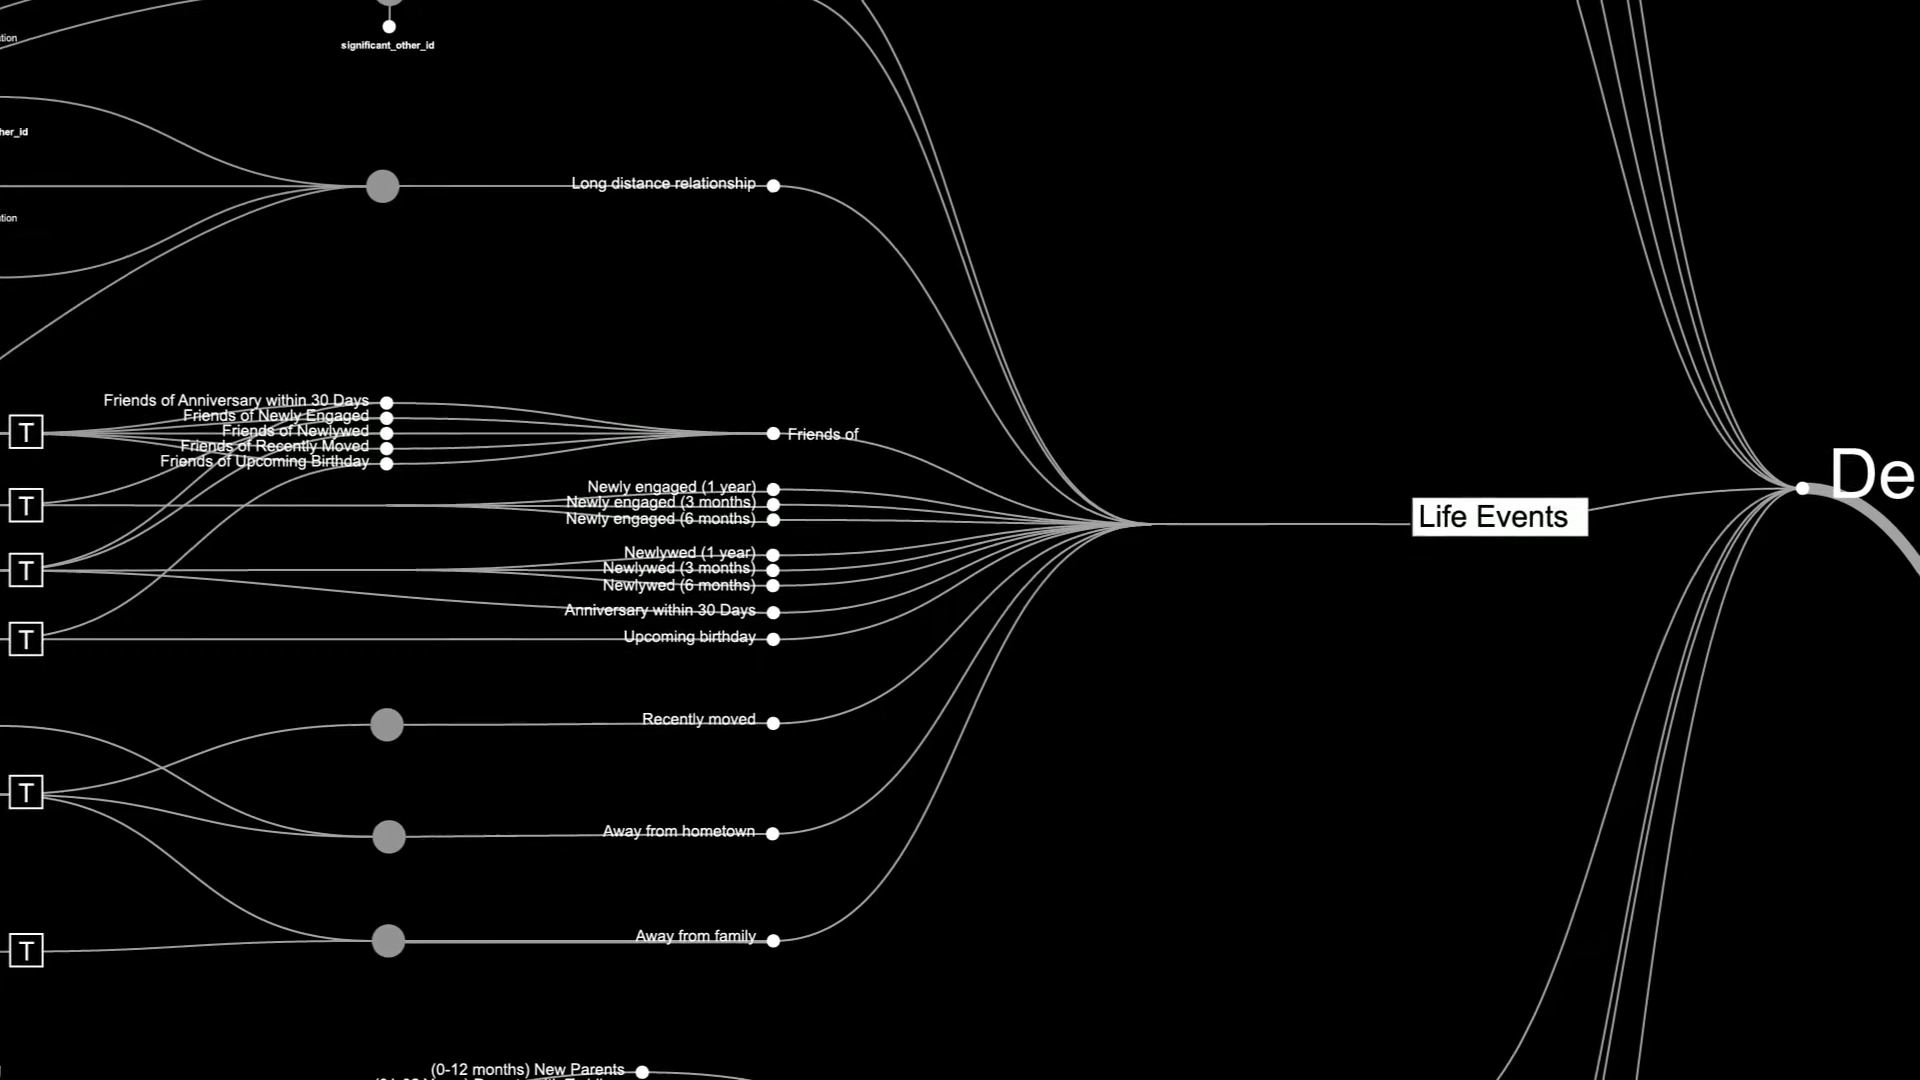 significant_other_id
Long distance relationship
Friends of Anniversary within 30 Days
Friends of Newly Engaged
Friends of Newlywed
Friends of Recently Moved
Friends of Upcoming Birthday
Friends of
T
T
T
T
T
T
Newly engaged (1 year)
Newly engaged (3 months)
Newly engaged (6 months)
Newlywed (1 year)
Newlywed (3 months)
Newlywed (6 months)
Anniversary within 30 Days
Upcoming birthday
Recently moved
Away from hometown
Away from family
Life Events
De
(0-12 months) New Parents